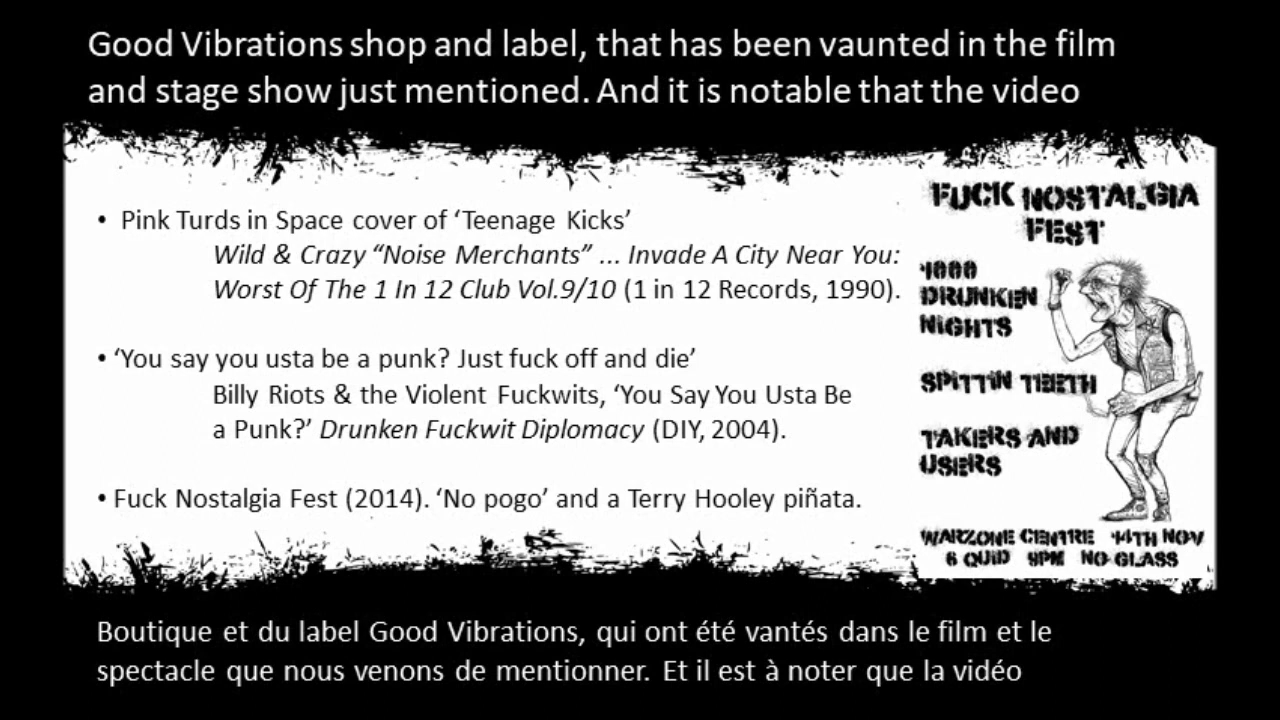 Good Vibrations shop and label, that has been vaunted in the film
and stage show just mentioned. And it is notable that the video
• Pink Turds in Space cover of ‘Teenage Kicks’
Wild & Crazy “Noise Merchants” ... Invade A City Near You:
Worst Of The 1 In 12 Club Vol.9/10 (1 in 12 Records, 1990).
• ‘You say you usta be a punk? Just fuck off and die’
Billy Riots & the Violent Fuckwits, ‘You Say You Usta Be
a Punk?’ Drunken Fuckwit Diplomacy (DIY, 2004).
• Fuck Nostalgia Fest (2014). ‘No pogo’ and a Terry Hooley piñata.
FUCK NOSTALGIA
FEST
1000
DRUNKEN
NIGHTS
SPITTIN TEETH
TAKERS AND
USERS
WARZONE CENTRE 14TH NOV
6 QUID 9PM NO GLASS
Boutique et du label Good Vibrations, qui ont été vantés dans le film et le
spectacle que nous venons de mentionner. Et il est à noter que la vidéo